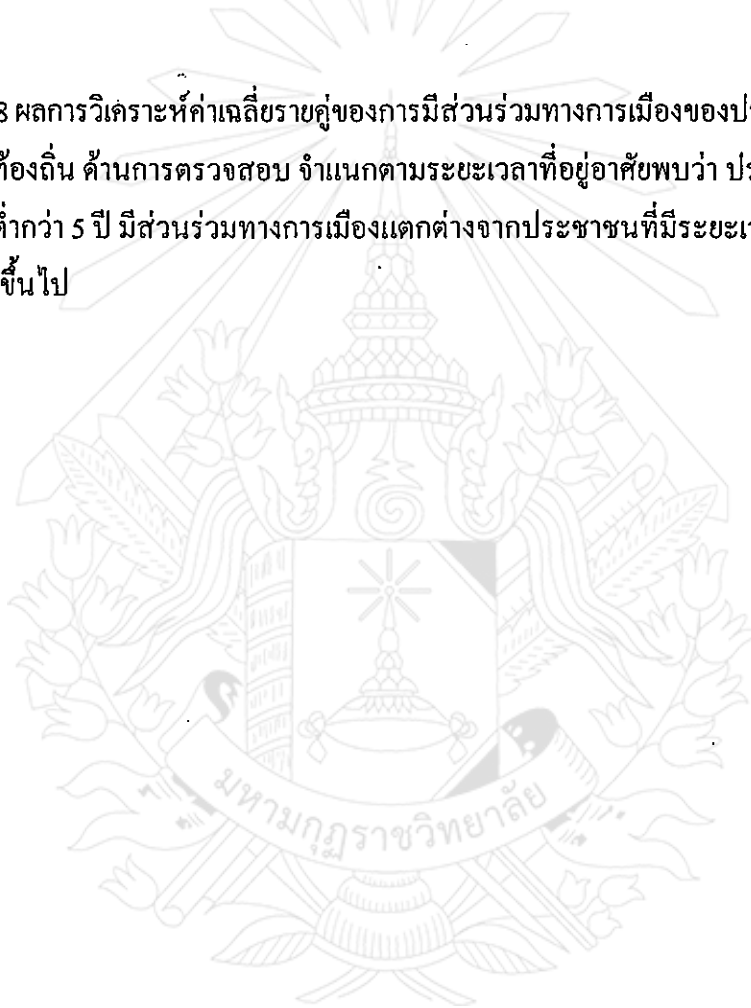 8 ผลการวิเคราะห์ค่าเฉลี่ยรายคู่ของการมีส่วนร่วมทางการเมืองของป
ท้องถิ่น ด้านการตรวจสอบ จำแนกตามระยะเวลาที่อยู่อาศัยพบว่า ปร
ต่ำกว่า 5 ปี มีส่วนร่วมทางการเมืองแตกต่างจากประชาชนที่มีระยะเว
ขึ้นไป
มหามกุฏราชวิทยาลัย